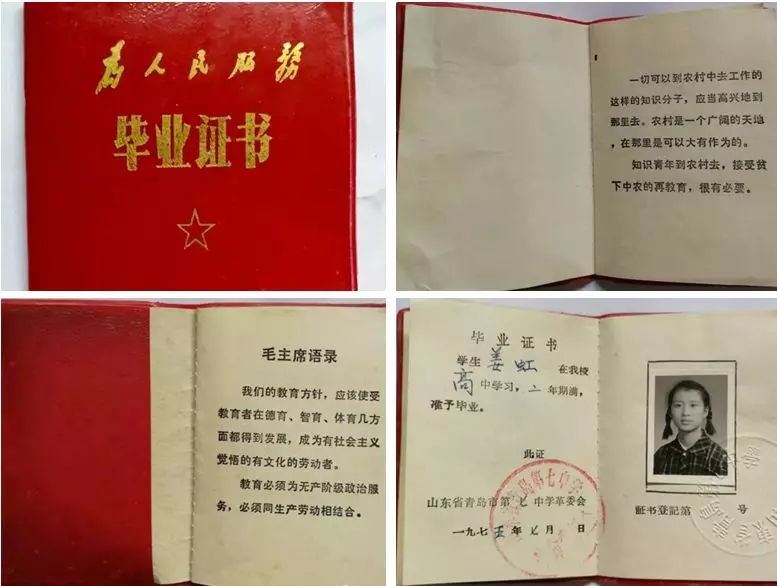 为人民服务
毕业证书
一切可以到农村中去工作的
这样的知识分子，应当高兴地到
那里去。农村是一个广阔的天地
，在那里是可以大有作为的。
知识青年到农村去，接受贫
下中农的再教育，很有必要。
毛主席语录
我们的教育方针，应该使受
教育者在德育、智育、体育几方
面都得到发展，成为有社会主义
觉悟的有文化的劳动者。
教育必须为无产阶级政治服
务，必须同生产劳动相结合。
毕业证书
学生姜虹 在我校
高中学习，二年期满，
准予毕业。
此证
山东省青岛市第七中学革委会
一九七五年七月 日
证书登记第 号